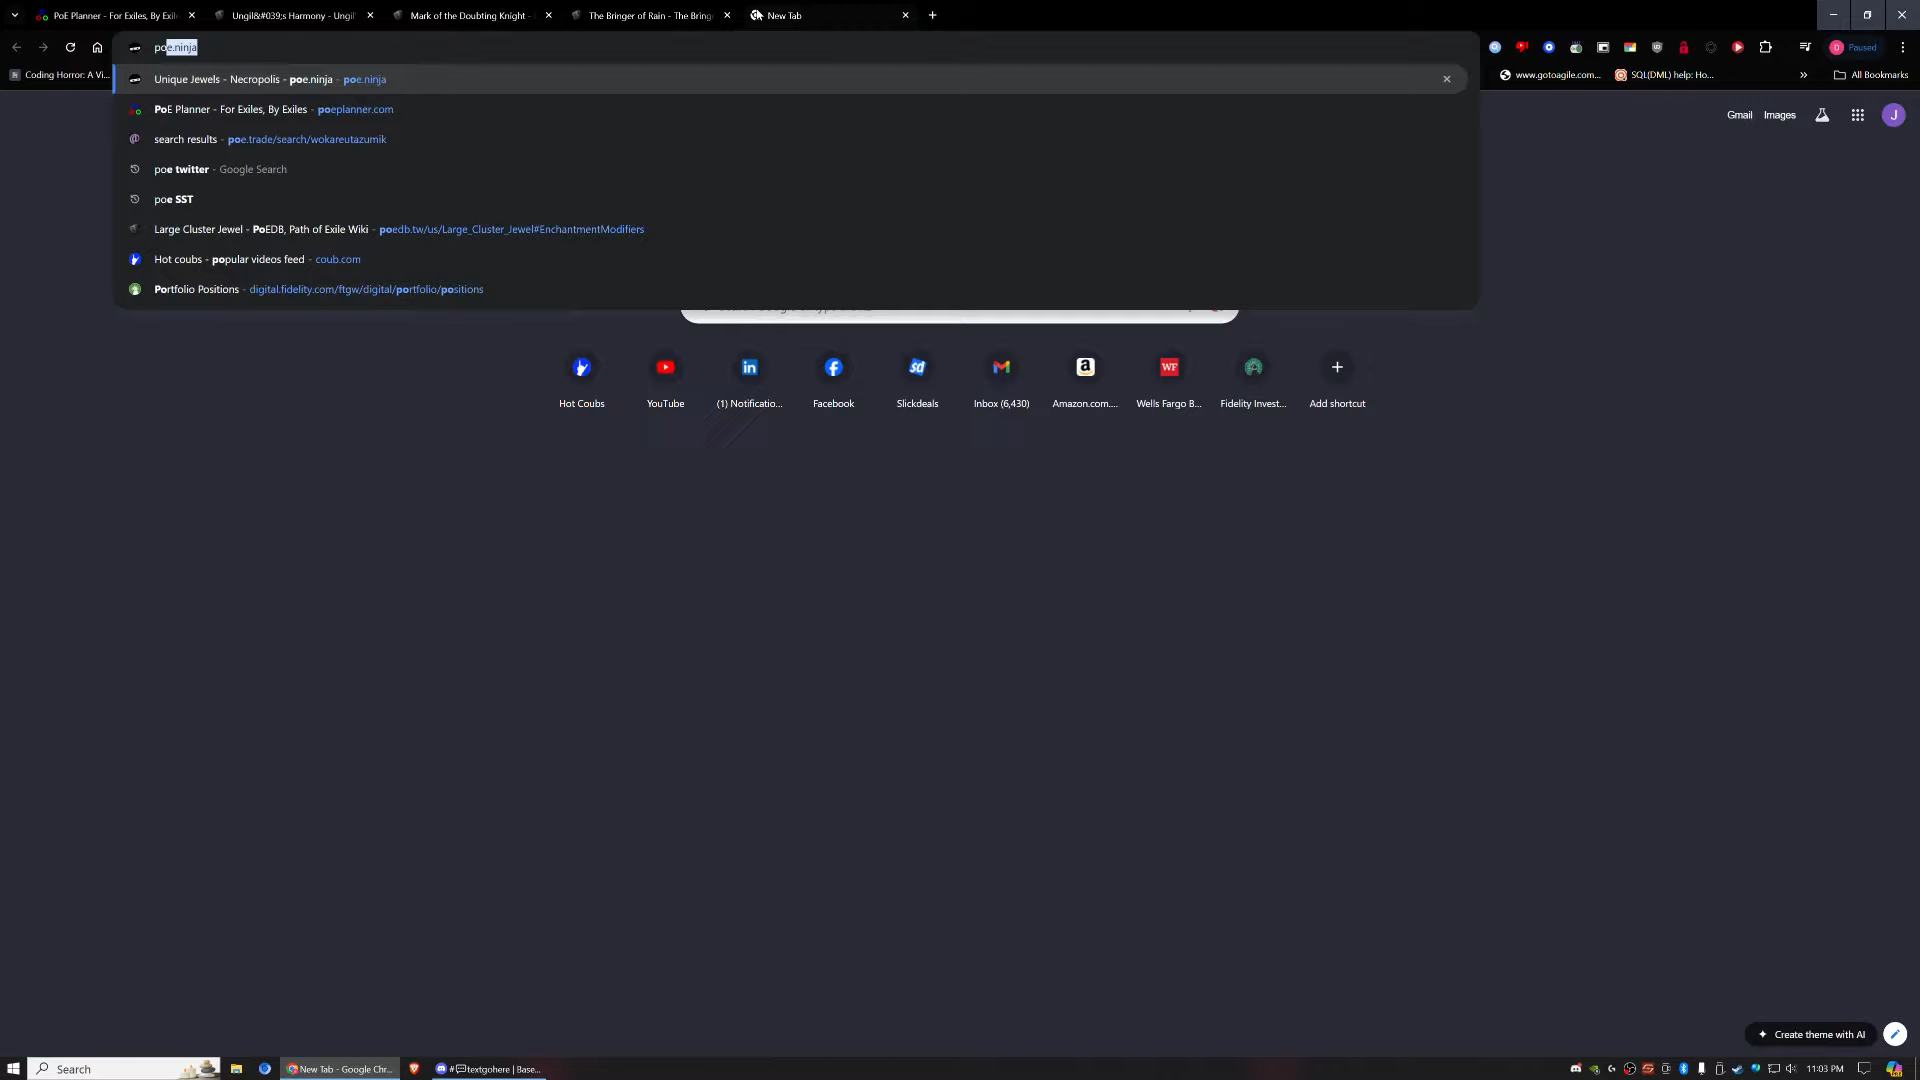 PoE Planner - For Exiles, By Exil
Ungil&#039;s Harmony - Ungil'
Mark of the Doubting Knight -
The Bringer of Rain - The Bring
New Tab
poe.ninja
Paused
Coding Horror: A Vi...
www.gotoagile.com...
SQL(DML) help: Ho...
All Bookmarks
Unique Jewels - Necropolis - poe.ninja - poe.ninja
PoE Planner - For Exiles, By Exiles - poeplanner.com
search results - poe.trade/search/wokareutazumik
poe twitter - Google Search
poe SST
Large Cluster Jewel - PoEDB, Path of Exile Wiki - poedb.tw/us/Large_Cluster_Jewel#EnchantmentModifiers
Hot coubs - popular videos feed - coub.com
Portfolio Positions - digital.fidelity.com/ftgw/digital/portfolio/positions
Gmail
Images
J
Hot Coubs
YouTube
(1) Notificatio...
Facebook
Slickdeals
Inbox (6,430)
Amazon.com....
Wells Fargo B...
Fidelity Invest...
Add shortcut
Create theme with AI
Search
New Tab - Google Chr...
#💬textgohere | Base...
11:03 PM